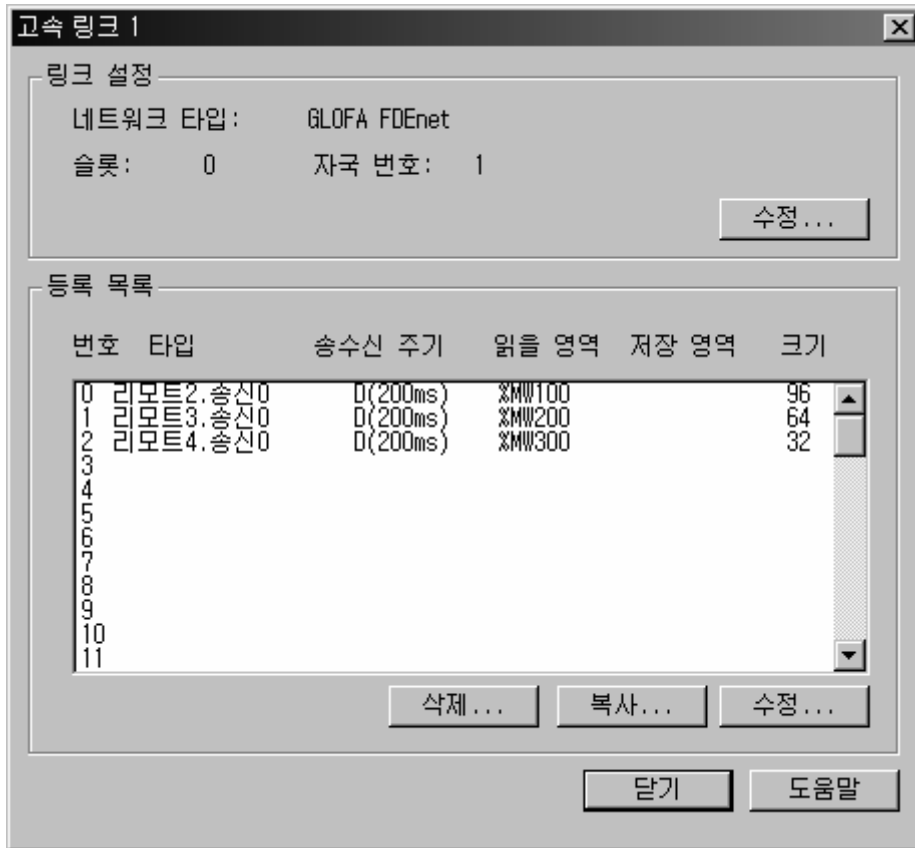 고속 링크 1
링크 설정
네트워크 타입: GLOFA FDEnet
슬롯: 0 자국 번호: 1
수정...
등록 목록
번호 타입 송수신 주기 읽을 영역 저장 영역 크기
0 리모트2.송신0 D(200ms) %MW100 96
1 리모트3.송신0 D(200ms) %MW200 64
2 리모트4.송신0 D(200ms) %MW300 32
3
4
5
6
7
8
9
10
11
삭제... 복사... 수정...
닫기 도움말